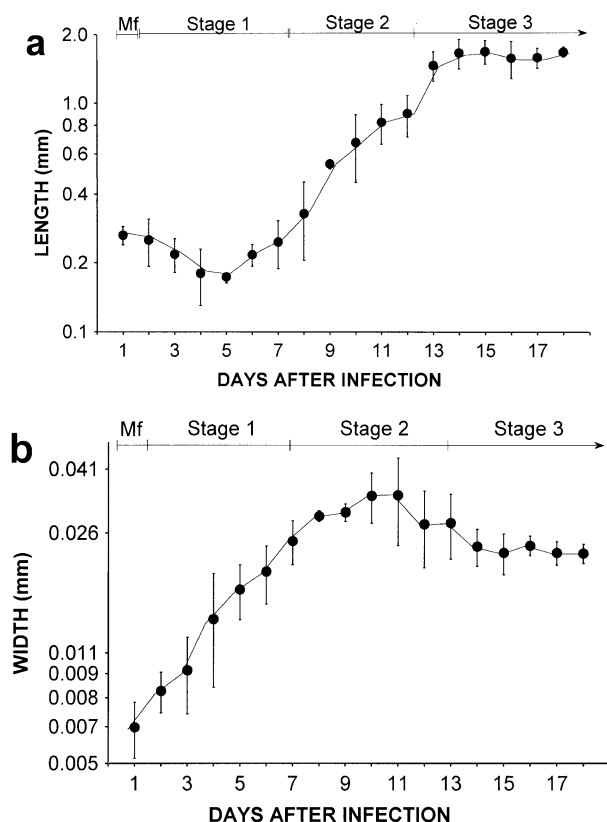 a
Mf Stage 1 Stage 2 Stage 3
2.0
1.0
0.8
0.6
0.4
0.2
0.1
LENGTH (mm)
1 3 5 7 9 11 13 15 17
DAYS AFTER INFECTION
b
Mf Stage 1 Stage 2 Stage 3
0.041
0.026
0.011
0.009
0.008
0.007
0.005
WIDTH (mm)
1 3 5 7 9 11 13 15 17
DAYS AFTER INFECTION